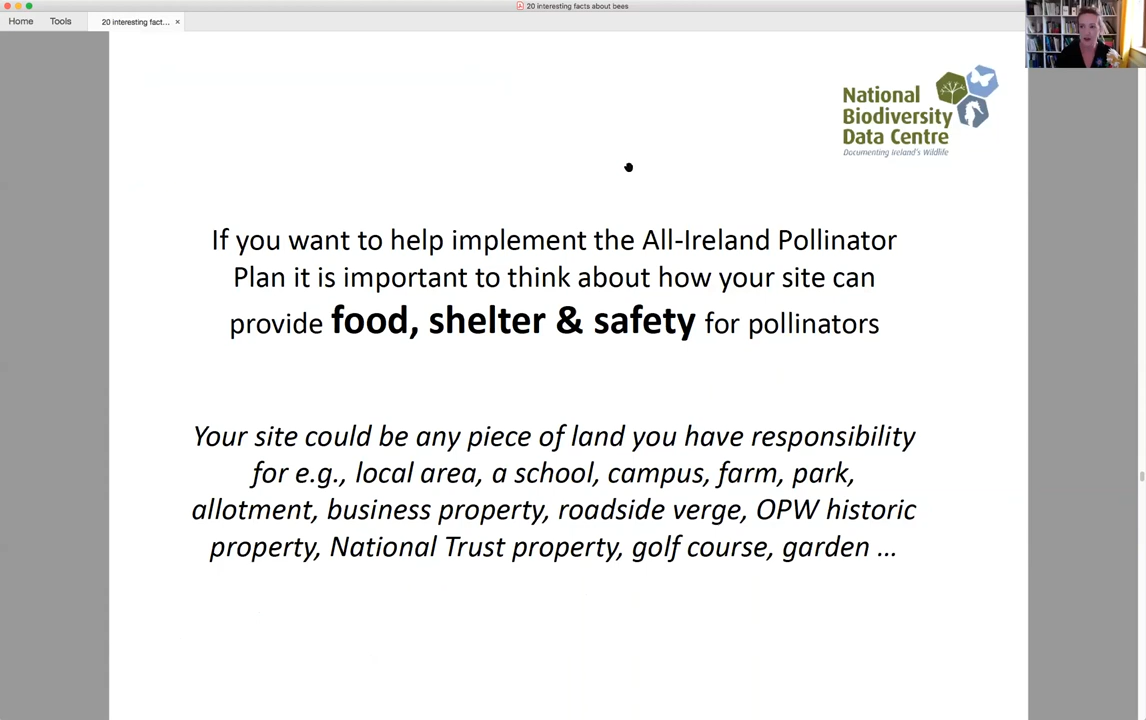 20 interesting facts about bees
Home
Tools
20 interesting fact...
×
National
Biodiversity
Data Centre
Documenting Ireland's Wildlife
If you want to help implement the All-Ireland Pollinator
Plan it is important to think about how your site can
provide food, shelter & safety for pollinators
Your site could be any piece of land you have responsibility
for e.g., local area, a school, campus, farm, park,
allotment, business property, roadside verge, OPW historic
property, National Trust property, golf course, garden ...